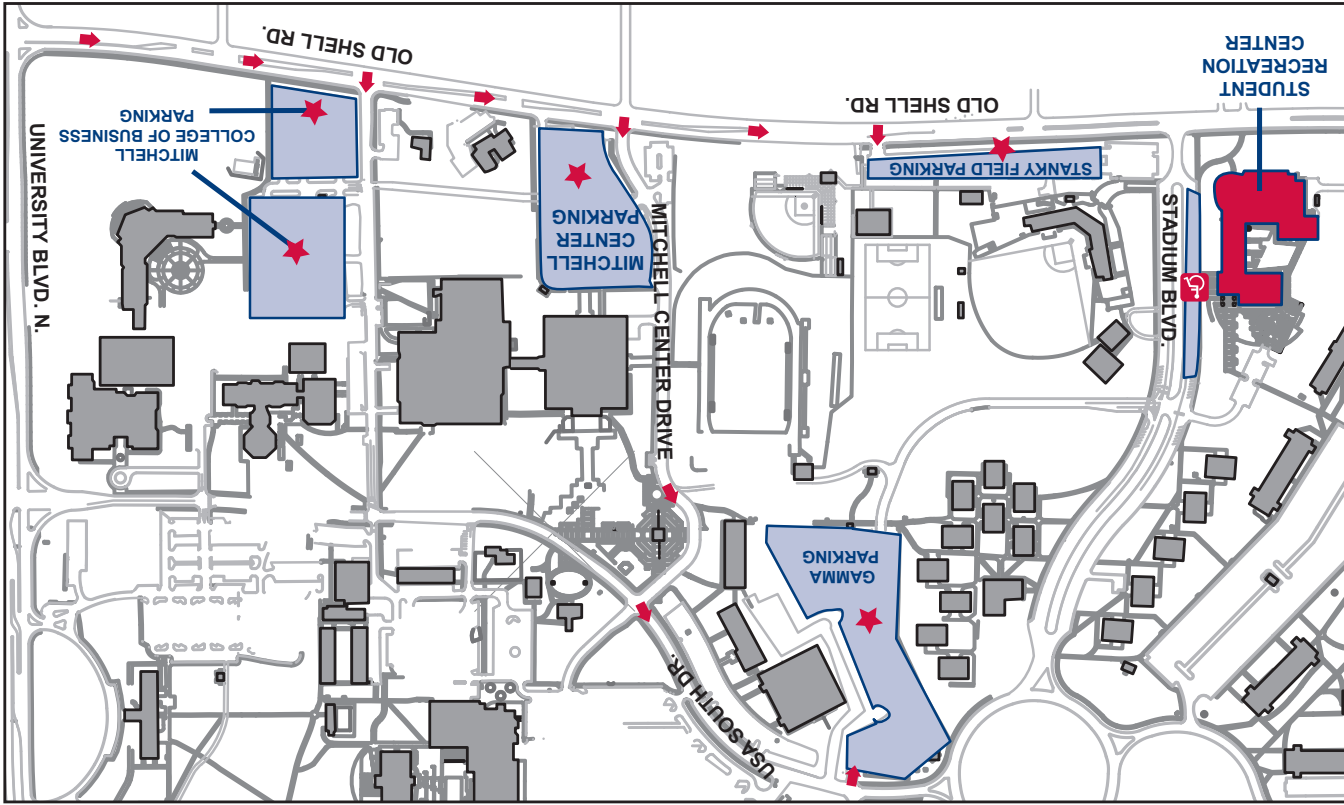 OLD SHELL RD.
OLD SHELL RD.
STUDENT
RECREATION
CENTER
MITCHELL
COLLEGE OF BUSINESS
PARKING
UNIVERSITY BLVD. N.
MITCHELL
CENTER
PARKING
MITCHELL CENTER DRIVE
STANKY FIELD PARKING
STADIUM BLVD.
GAMMA
PARKING
USA SOUTH DR.